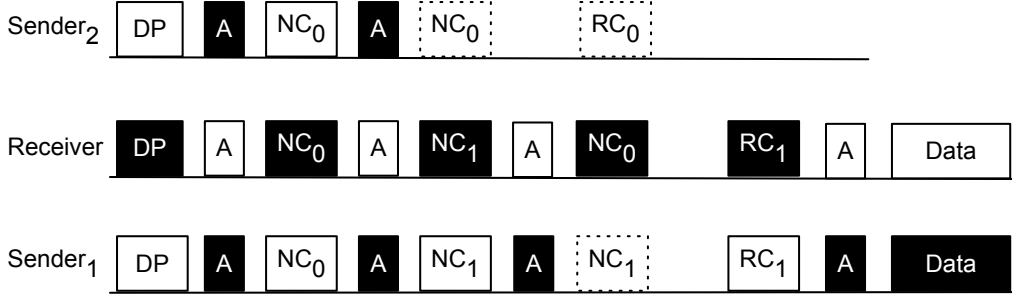 Sender2 DP A NC0 A NC0 RC0
Receiver DP A NC0 A NC1 A NC0 RC1 A Data
Sender1 DP A NC0 A NC1 A NC1 RC1 A Data